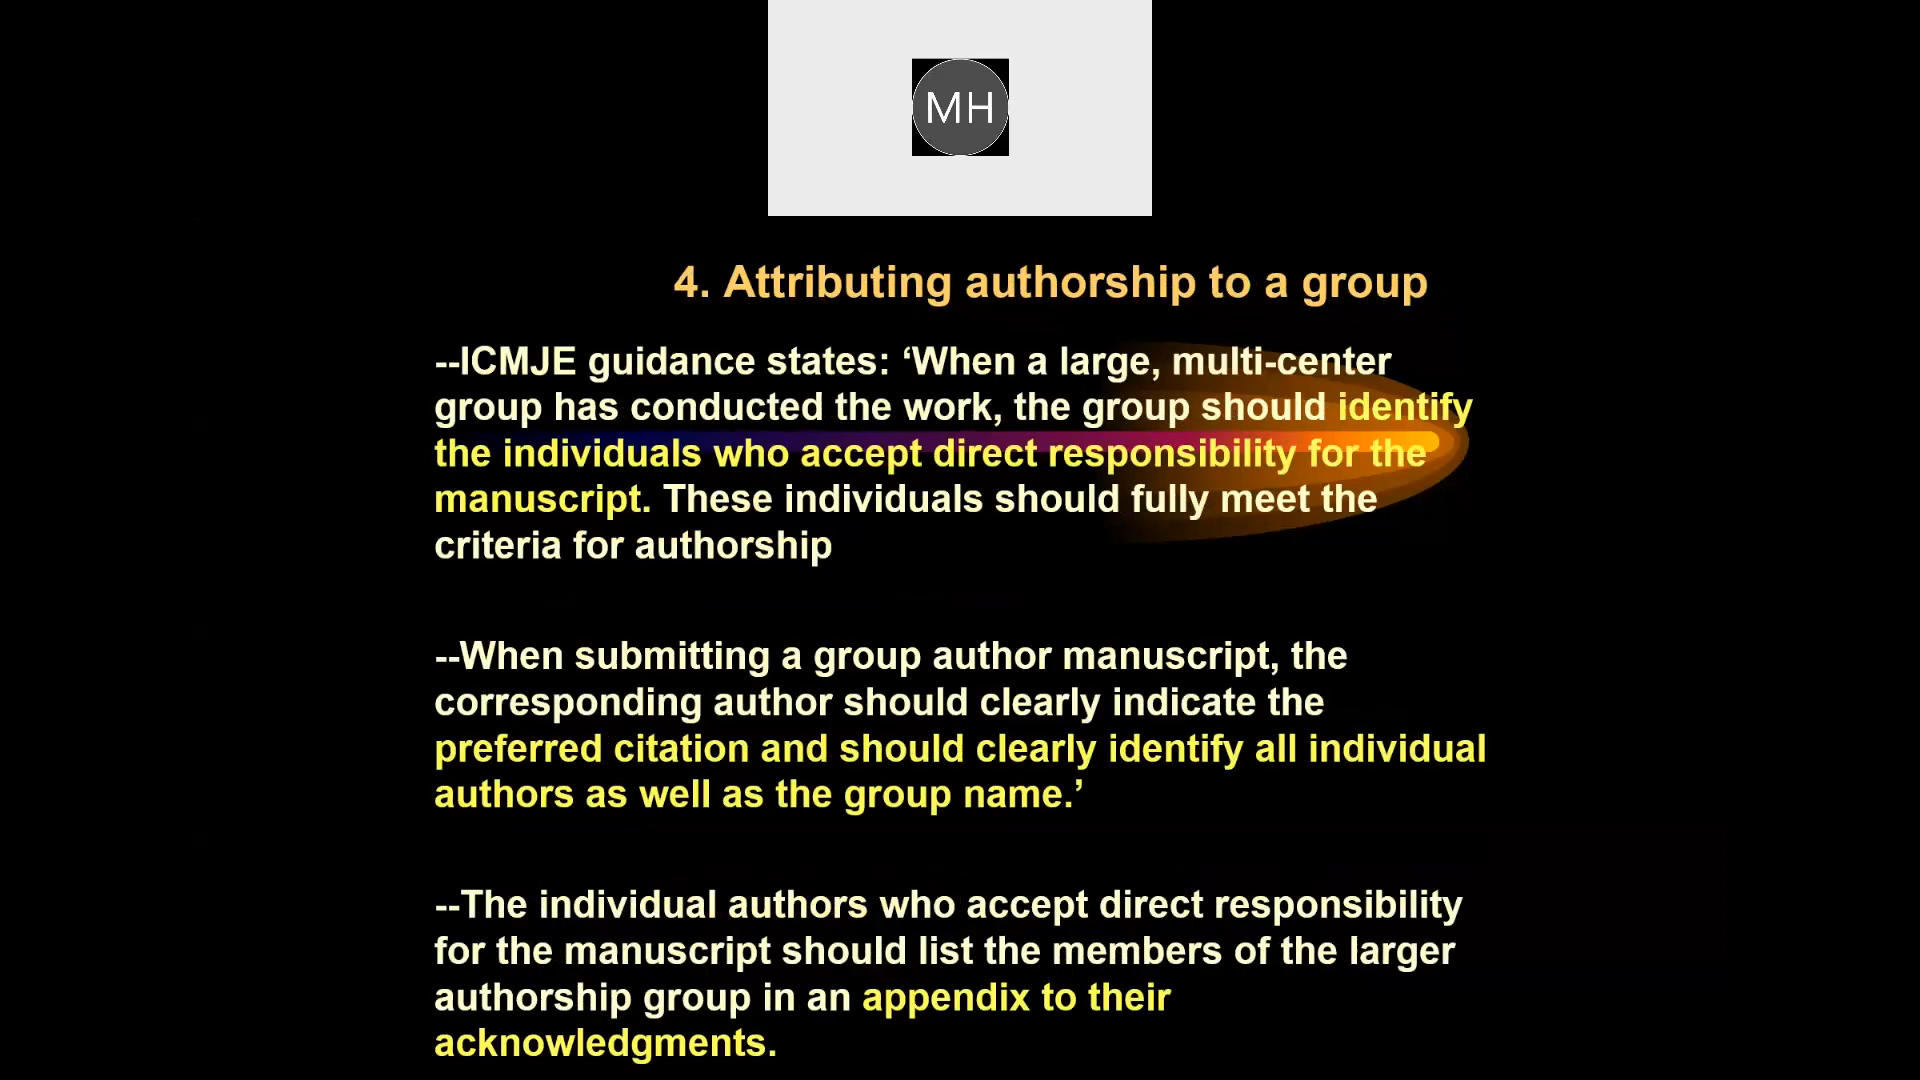 MH
4. Attributing authorship to a group
--ICMJE guidance states: ‘When a large, multi-center
group has conducted the work, the group should identify
the individuals who accept direct responsibility for the
manuscript. These individuals should fully meet the
criteria for authorship
--When submitting a group author manuscript, the
corresponding author should clearly indicate the
preferred citation and should clearly identify all individual
authors as well as the group name.’
--The individual authors who accept direct responsibility
for the manuscript should list the members of the larger
authorship group in an appendix to their
acknowledgments.